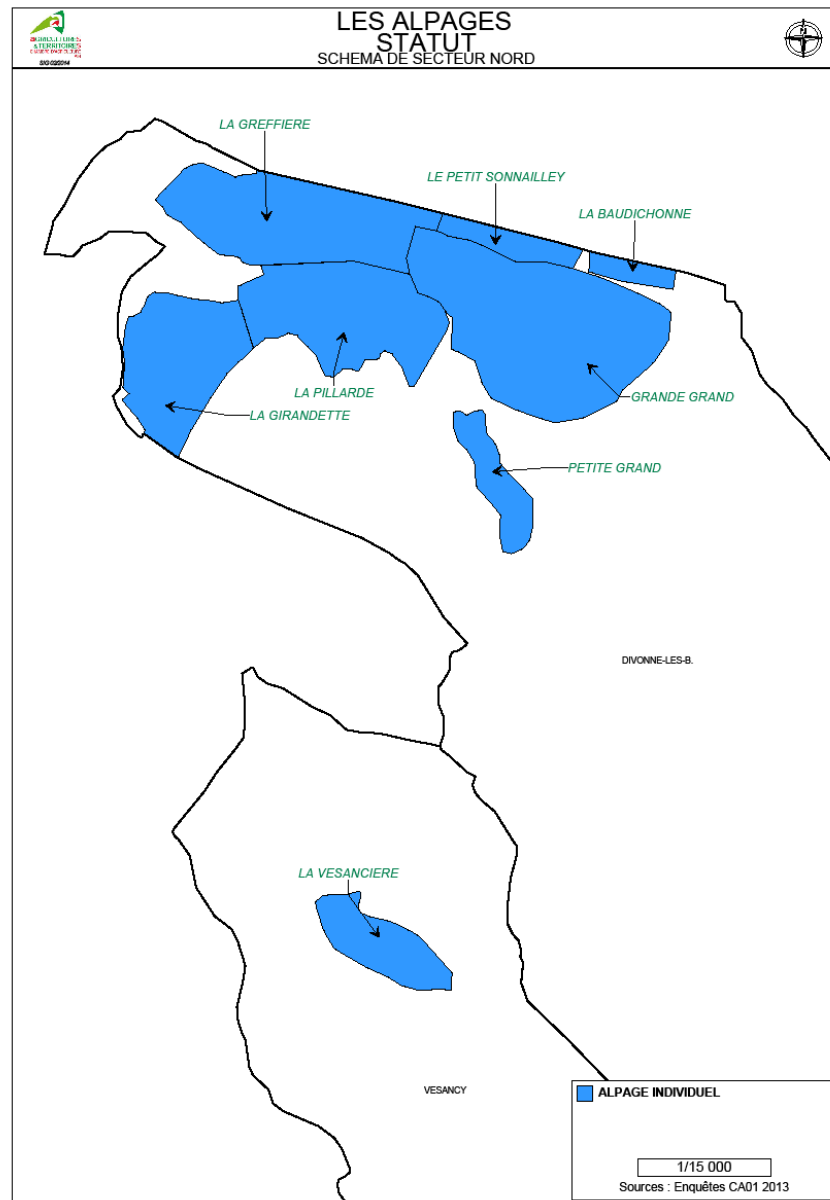 LES ALPAGES
STATUT
SCHEMA DE SECTEUR NORD
SIG 02/2014
N
LA GREFFIERE
LE PETIT SONNAILLEY
LA BAUDICHONNE
LA PILLARDE
GRANDE GRAND
LA GIRANDETTE
PETITE GRAND
DIVONNE-LES-B.
LA VESANCIERE
VESANCY
ALPAGE INDIVIDUEL
1/15 000
Sources : Enquêtes CA01 2013